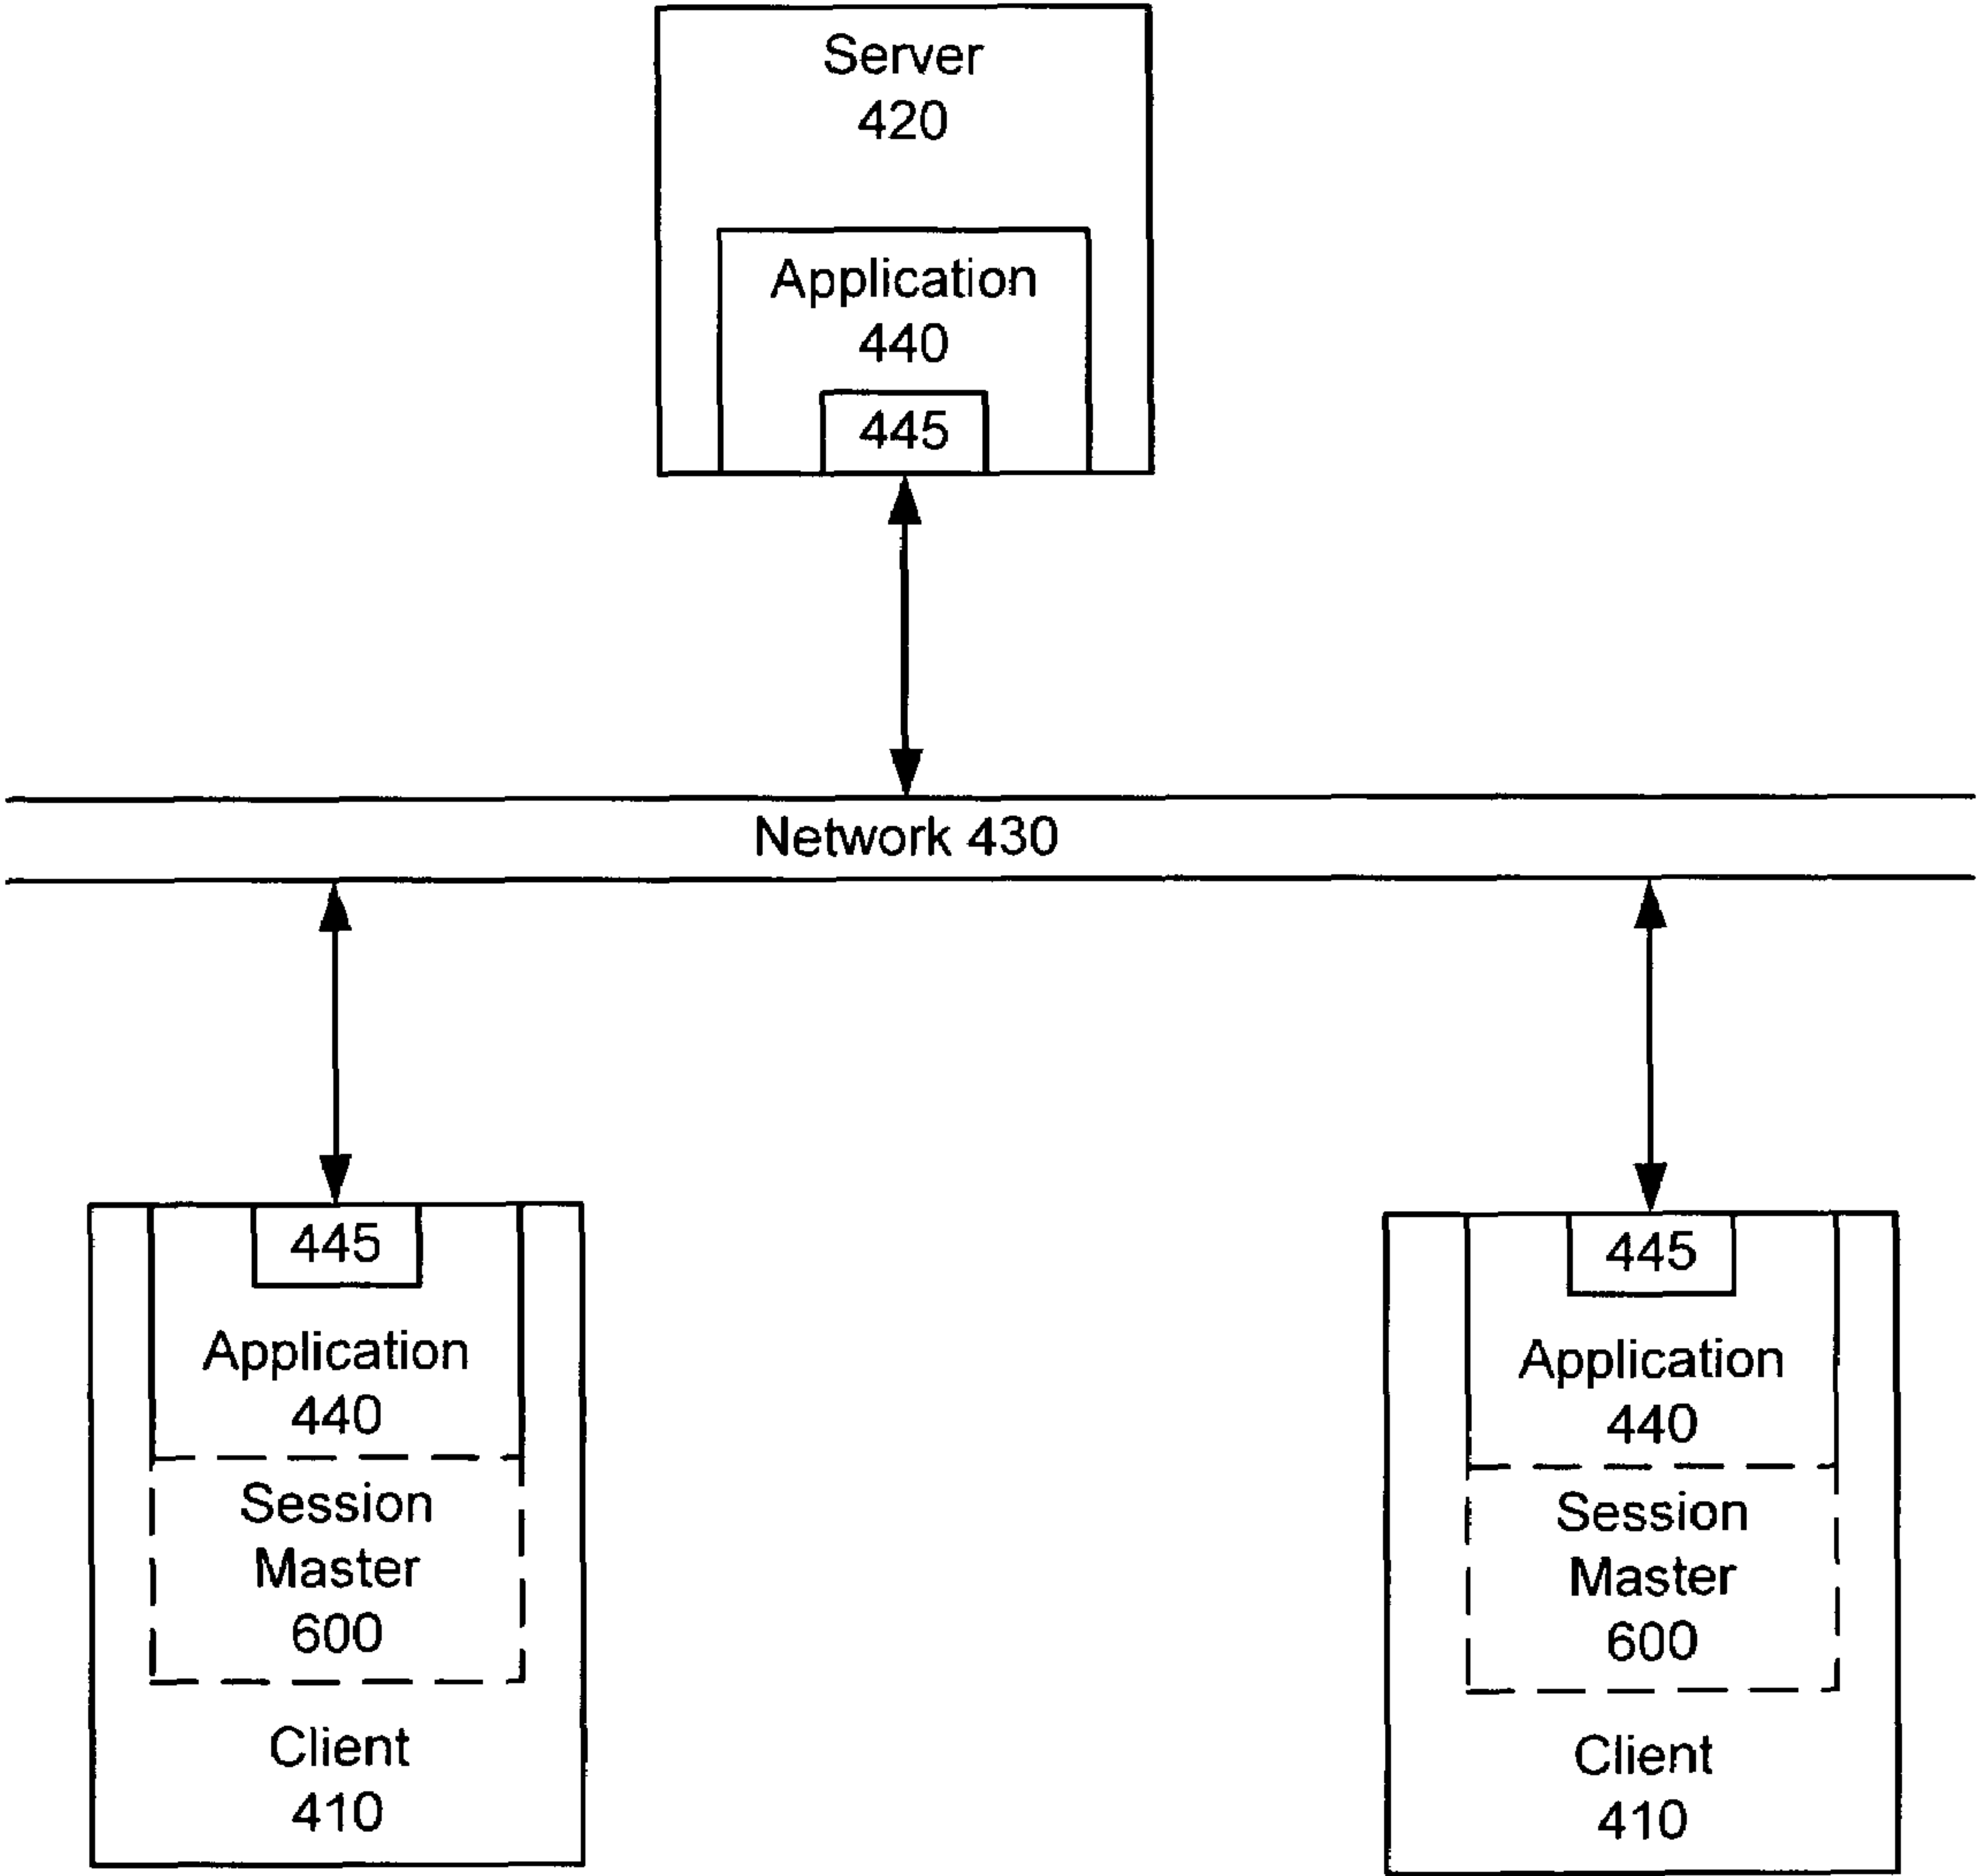 Server
420
Application
440
445
Network 430
445
Application
440
Session
Master
600
Client
410
445
Application
440
Session
Master
600
Client
410